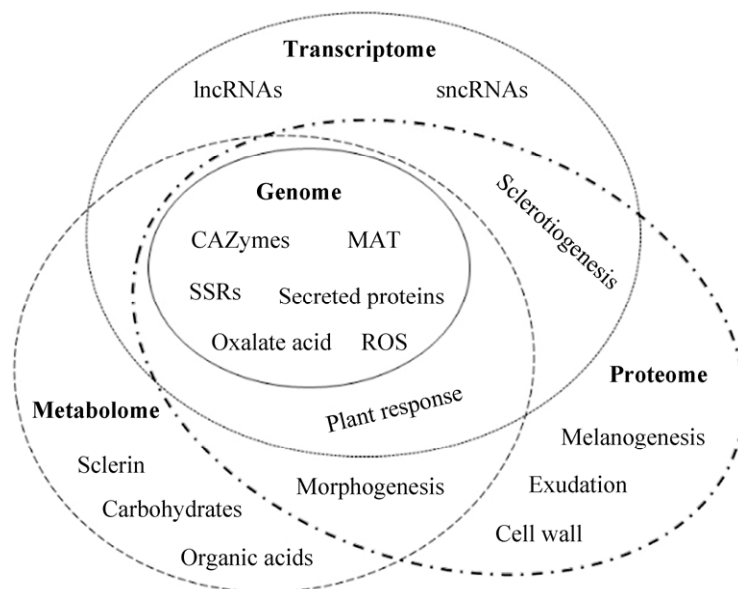 Transcriptome
lncRNAs
sncRNAs
Genome
CAZymes
MAT
SSRs
Secreted proteins
Oxalate acid
ROS
Sclerotiogenesis
Plant response
Metabolome
Sclerin
Carbohydrates
Organic acids
Morphogenesis
Proteome
Melanogenesis
Exudation
Cell wall